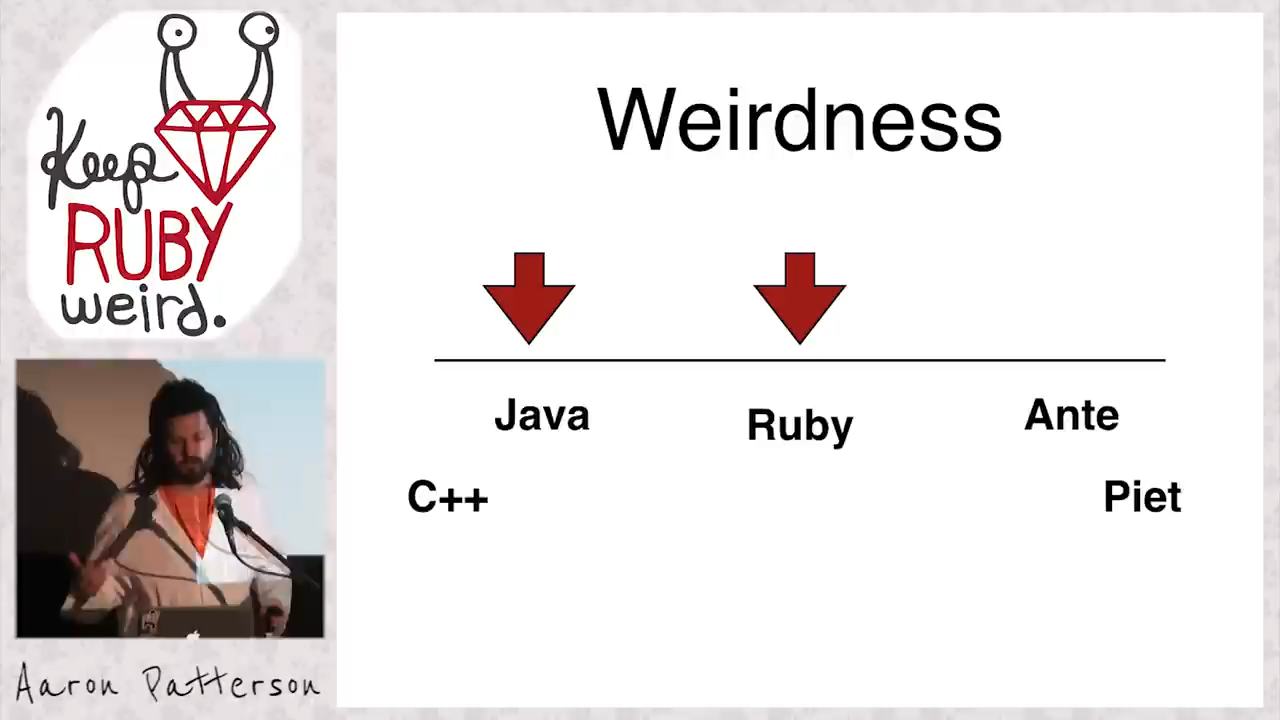 Keep
RUBY
weird.
Aaron Patterson
Weirdness
Java
Ruby
Ante
C++
Piet